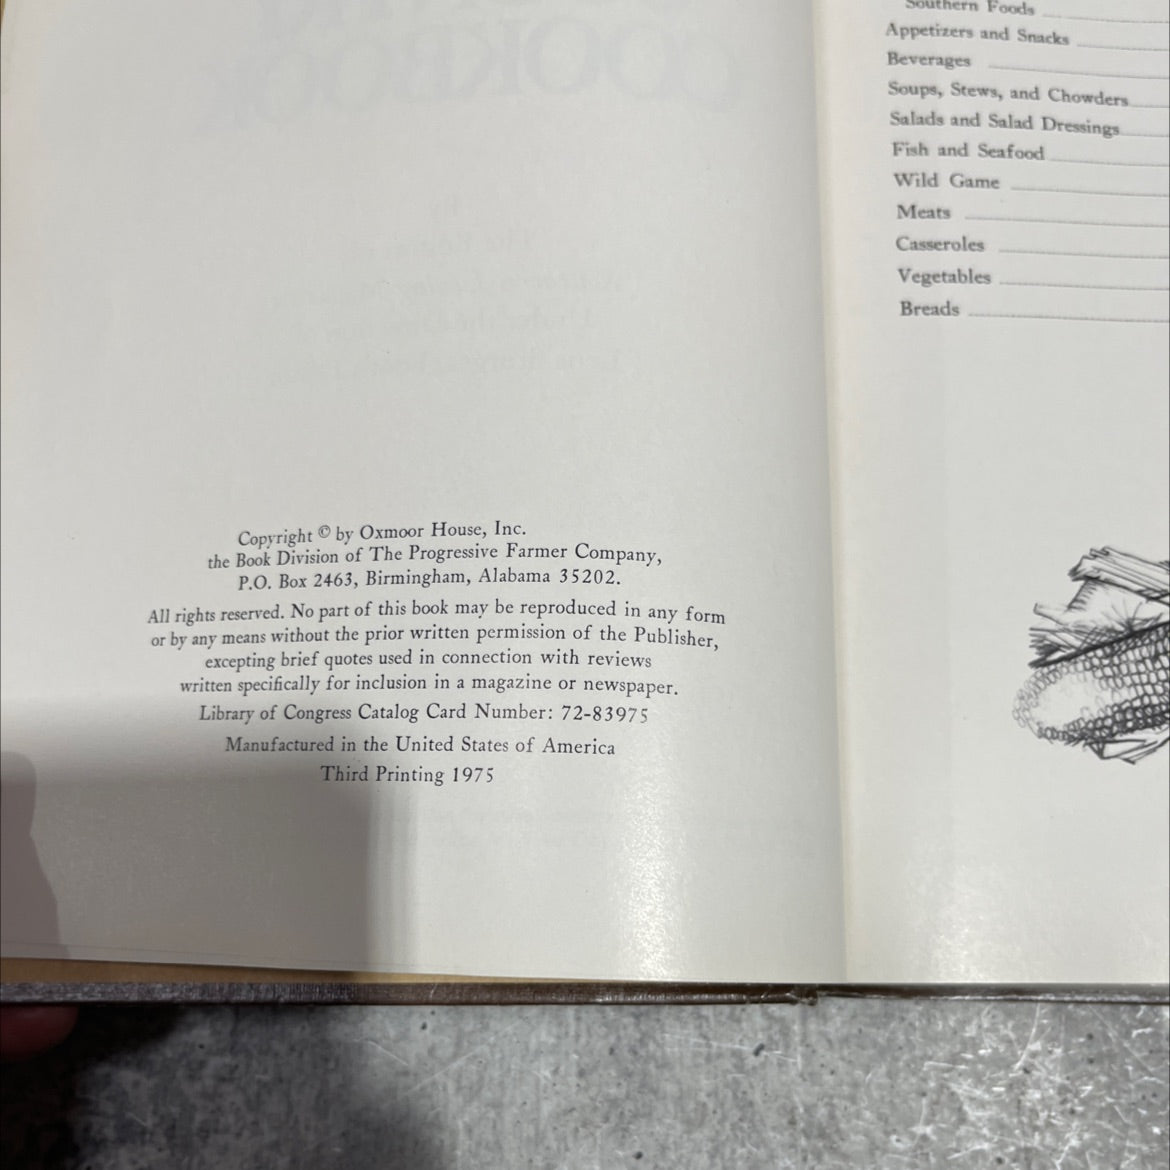 Copyright © by Oxmoor House, Inc.
the Book Division of The Progressive Farmer Company,
P.O. Box 2463, Birmingham, Alabama 35202.
All rights reserved. No part of this book may be reproduced in any form
or by any means without the prior written permission of the Publisher,
excepting brief quotes used in connection with reviews
written specifically for inclusion in a magazine or newspaper.
Library of Congress Catalog Card Number: 72-83975
Manufactured in the United States of America
Third Printing 1975
Southern Foods
Appetizers and Snacks
Beverages
Soups, Stews, and Chowders
Salads and Salad Dressings
Fish and Seafood
Wild Game
Meats
Casseroles
Vegetables
Breads